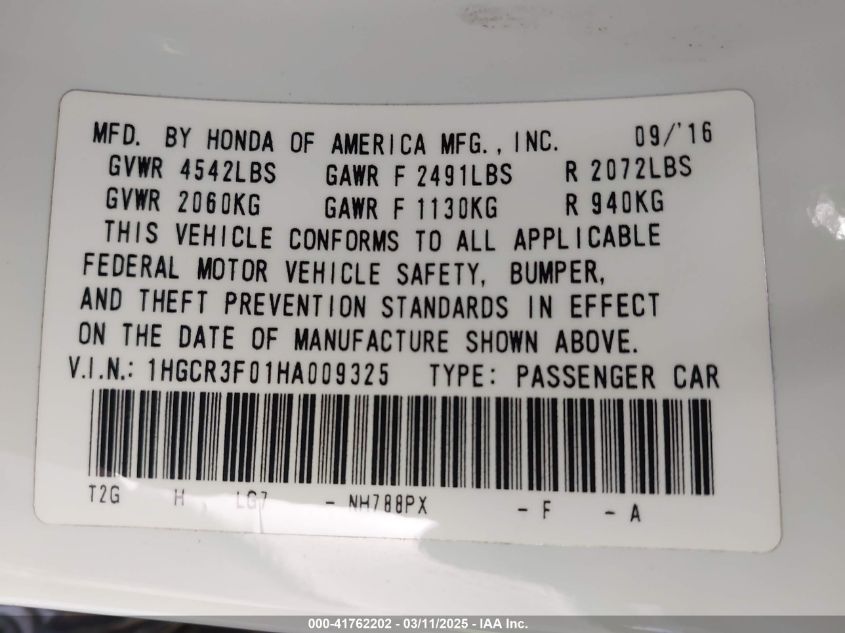 MFD. BY HONDA OF AMERICA MFG., INC. 09/'16
GVWR 4542LBS GAWR F 2491LBS R 2072LBS
GVWR 2060KG GAWR F 1130KG R 940KG
THIS VEHICLE CONFORMS TO ALL APPLICABLE
FEDERAL MOTOR VEHICLE SAFETY, BUMPER,
AND THEFT PREVENTION STANDARDS IN EFFECT
ON THE DATE OF MANUFACTURE SHOWN ABOVE.
V.I.N.: 1HGCR3F01HA009325 TYPE: PASSENGER CAR
T2G H LG7 - NH788PX - F - A
000-41762202 - 03/11/2025 - IAA Inc.